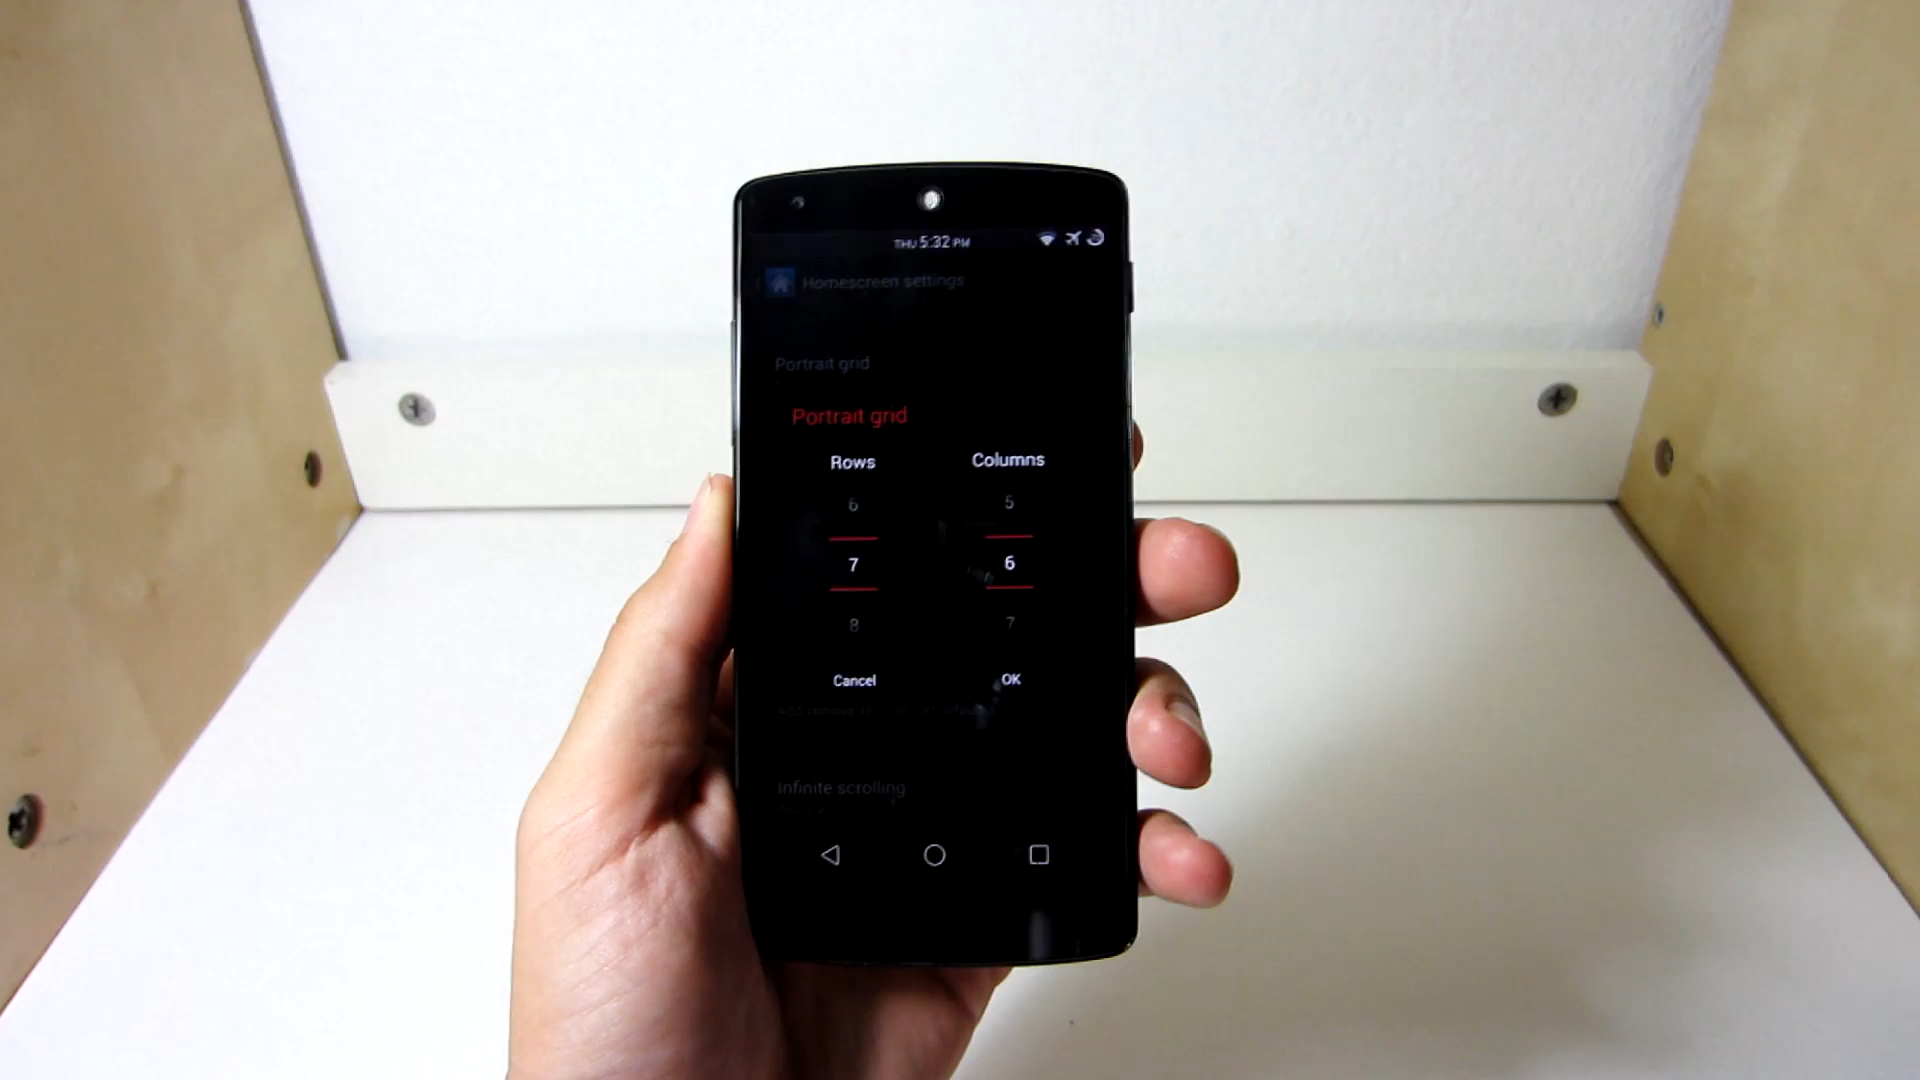 THU 5:32 PM
Homescreen settings
Portrait grid
Portrait grid
Rows Columns
6 5
7 6
8 7
Cancel OK
Infinite scrolling